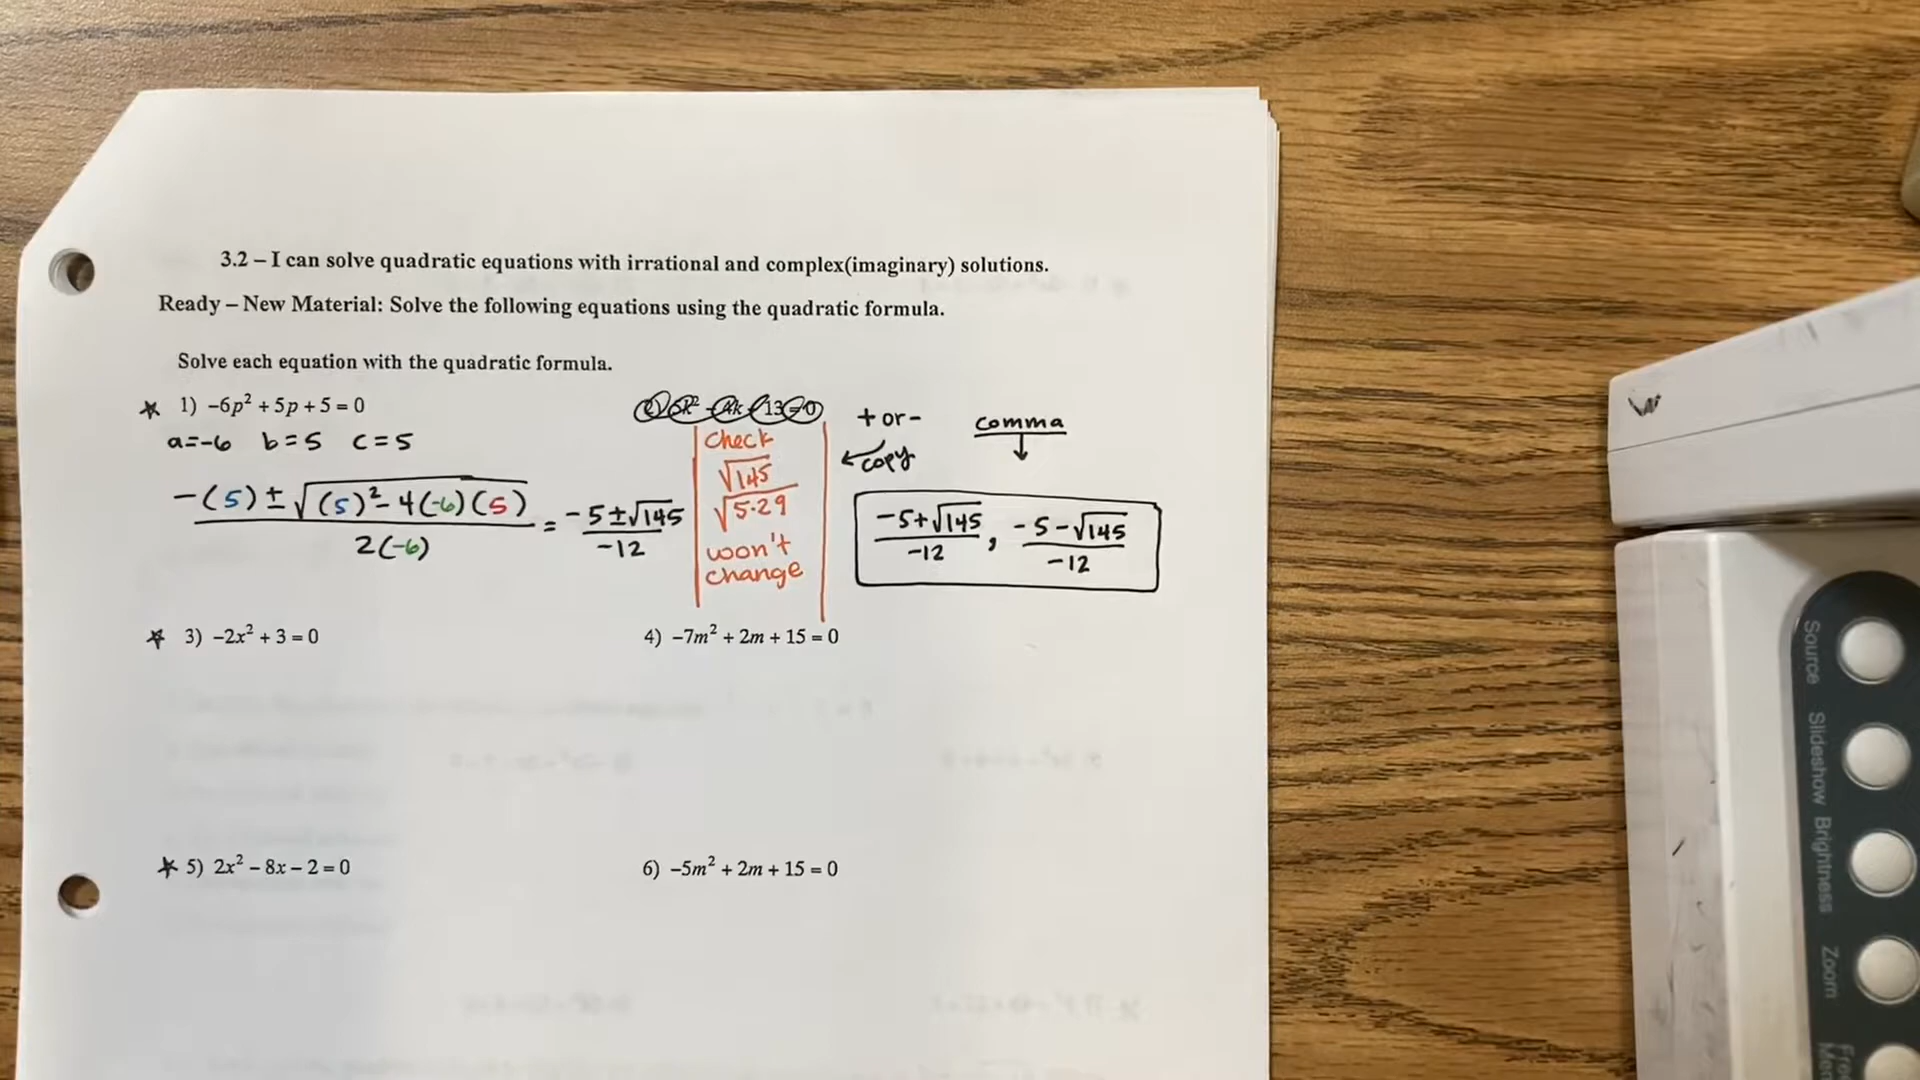 3.2 – I can solve quadratic equations with irrational and complex(imaginary) solutions.
Ready – New Material: Solve the following equations using the quadratic formula.
Solve each equation with the quadratic formula.
1) -6p² + 5p + 5 = 0
a=-6 b=5 c=5
-(5)±√((5)²-4(-6)(5)) / 2(-6) = -5±√145 / -12
check
√145
√5·29
won't
change
+ or -
copy
comma
-5+√145 / -12 , -5-√145 / -12
3) -2x² + 3 = 0
4) -7m² + 2m + 15 = 0
5) 2x² - 8x - 2 = 0
6) -5m² + 2m + 15 = 0
Source
Slideshow
Brightness
Zoom